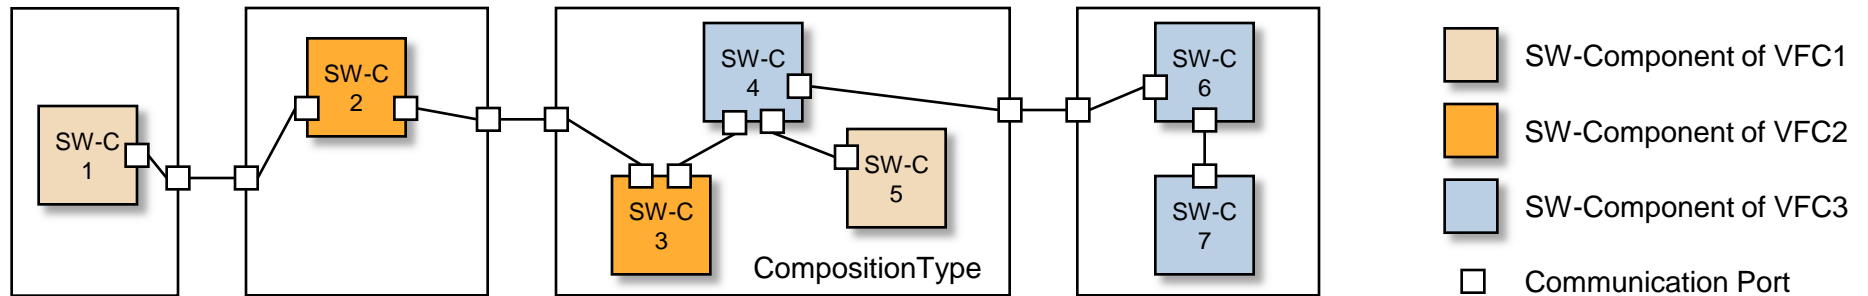 SW-C
1
SW-C
2
SW-C
3
SW-C
4
SW-C
5
CompositionType
SW-C
6
SW-C
7
SW-Component of VFC1
SW-Component of VFC2
SW-Component of VFC3
Communication Port